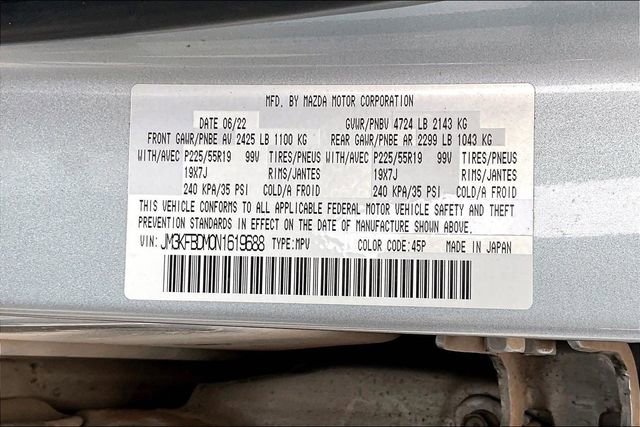 MFD. BY MAZDA MOTOR CORPORATION
DATE 06/22 GVWR/PNBV 4724 LB 2143 KG
FRONT GAWR/PNBE AV 2425 LB 1100 KG REAR GAWR/PNBE AR 2299 LB 1043 KG
WITH/AVEC P225/55R19 99V TIRES/PNEUS WITH/AVEC P225/55R19 99V TIRES/PNEUS
19X7J RIMS/JANTES 19X7J RIMS/JANTES
240 KPA/35 PSI COLD/A FROID 240 KPA/35 PSI COLD/A FROID
THIS VEHICLE CONFORMS TO ALL APPLICABLE FEDERAL MOTOR VEHICLE SAFETY AND THEFT
PREVENTION STANDARDS IN EFFECT ON THE DATE OF MANUFACTURE SHOWN ABOVE.
VIN: JM3KFBDM0N1619688 TYPE:MPV COLOR CODE:45P MADE IN JAPAN